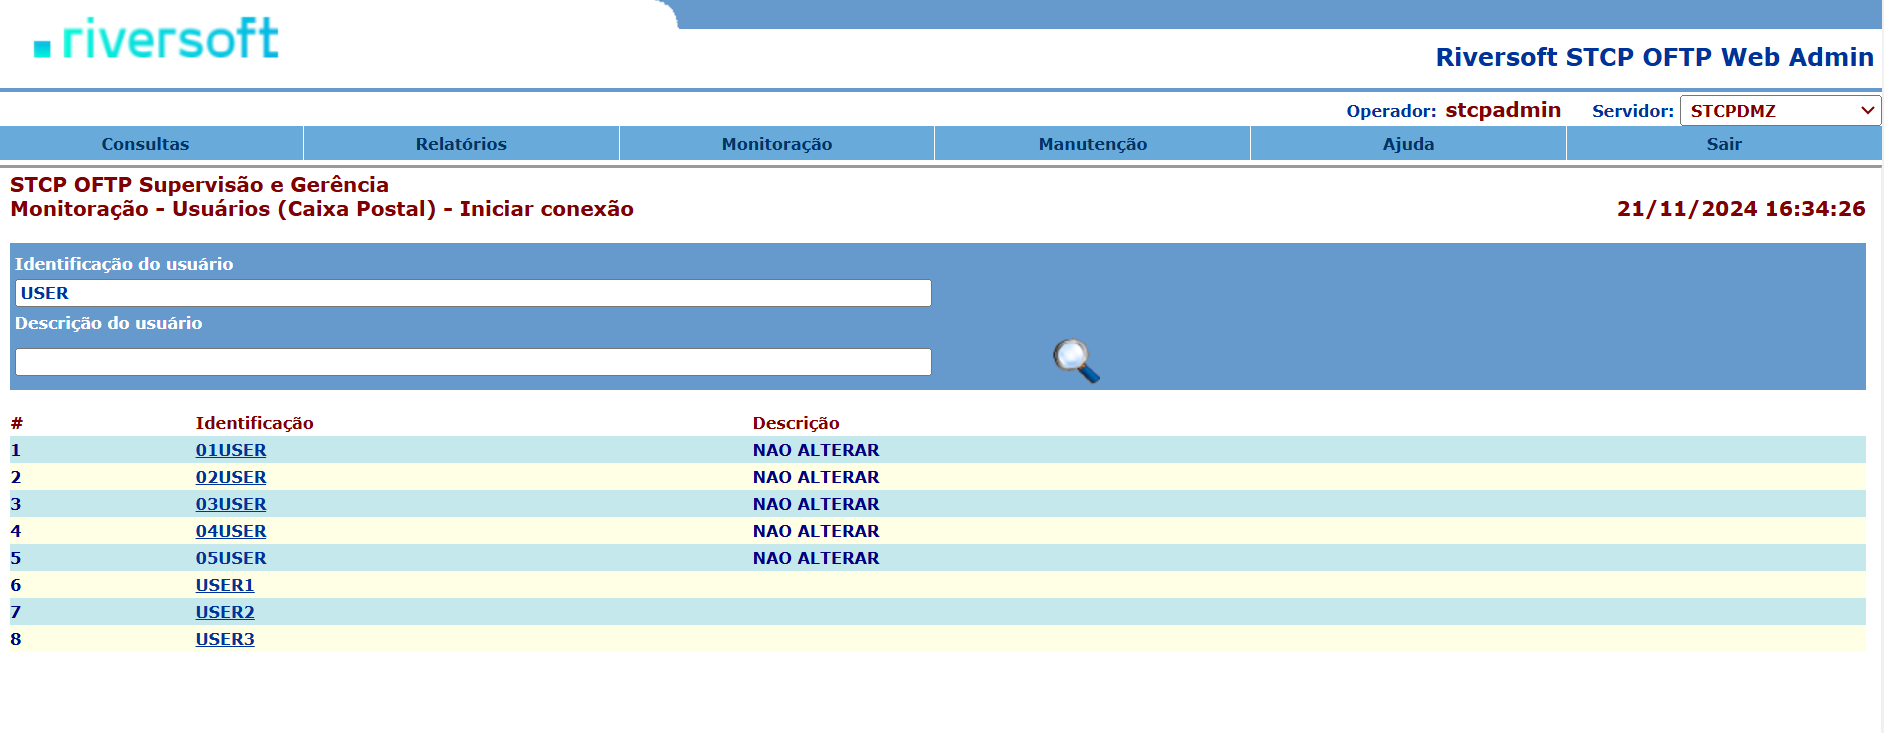 riversoft
Riversoft STCP OFTP Web Admin
Operador: stcpadmin Servidor: STCPDMZ
Consultas Relatórios Monitoração Manutenção Ajuda Sair
STCP OFTP Supervisão e Gerência
Monitoração - Usuários (Caixa Postal) - Iniciar conexão 21/11/2024 16:34:26
Identificação do usuário
USER
Descrição do usuário
# Identificação Descrição
1 01USER NAO ALTERAR
2 02USER NAO ALTERAR
3 03USER NAO ALTERAR
4 04USER NAO ALTERAR
5 05USER NAO ALTERAR
6 USER1
7 USER2
8 USER3